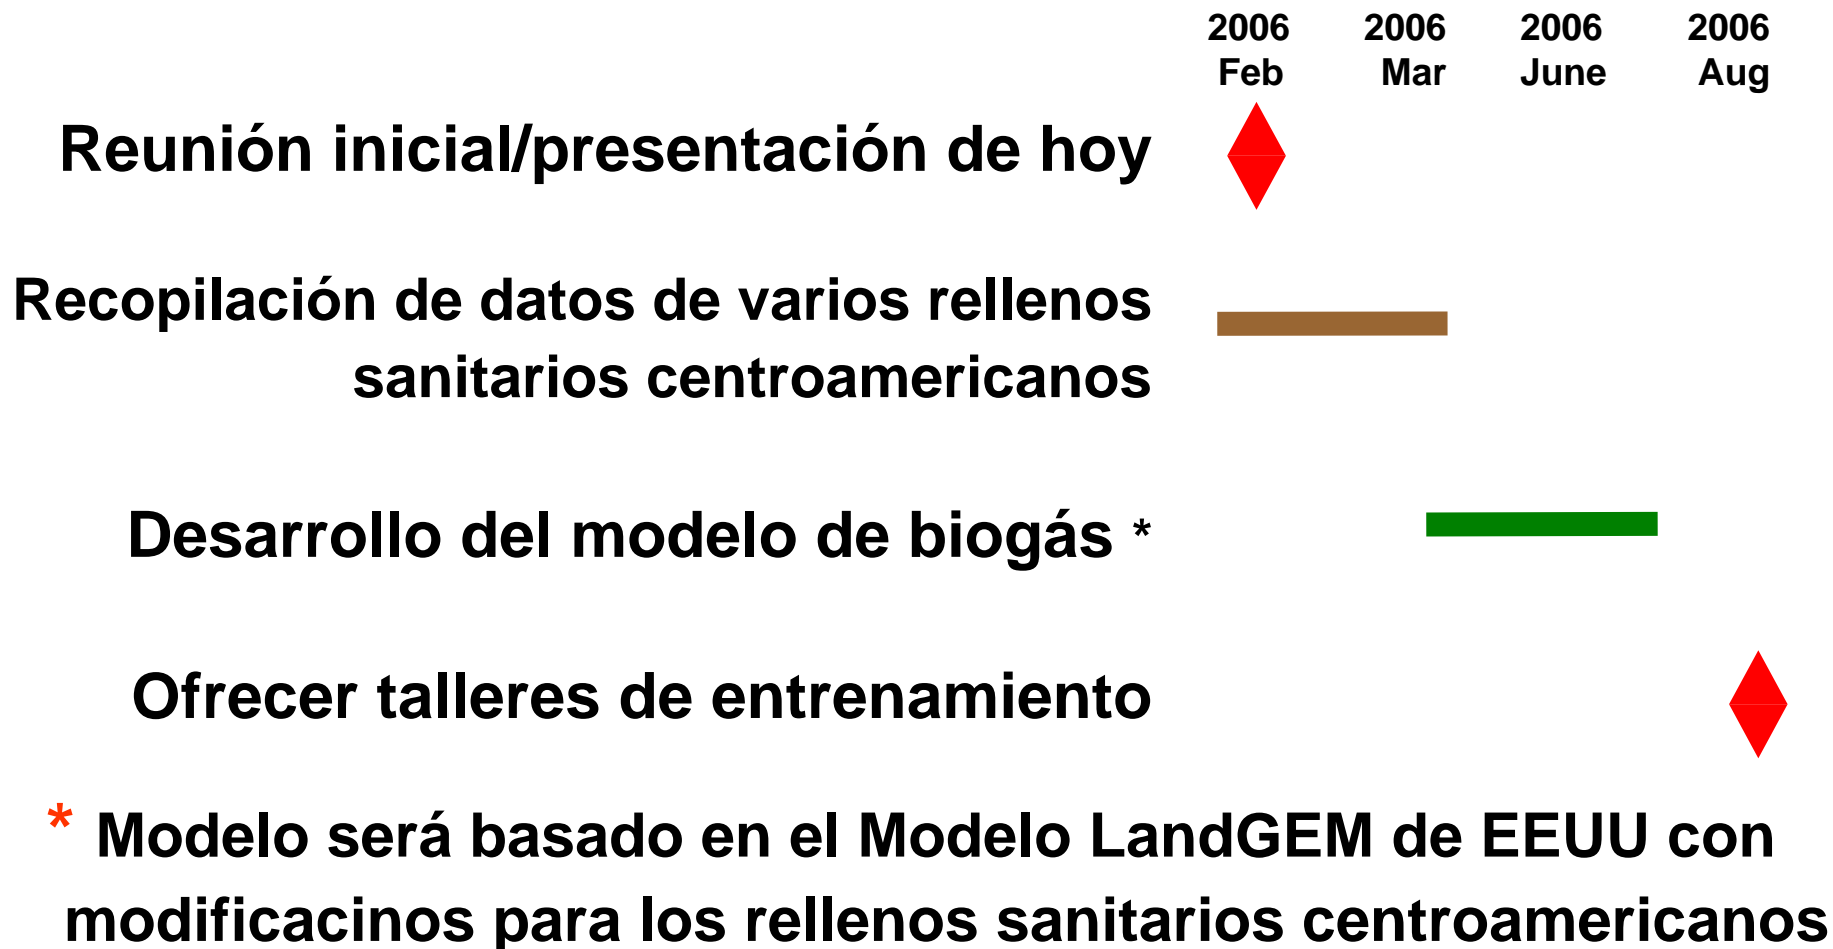 2006 2006 2006 2006
Feb Mar June Aug
Reunión inicial/presentación de hoy
Recopilación de datos de varios rellenos
sanitarios centroamericanos
Desarrollo del modelo de biogás *
Ofrecer talleres de entrenamiento
* Modelo será basado en el Modelo LandGEM de EEUU con
modificacinos para los rellenos sanitarios centroamericanos